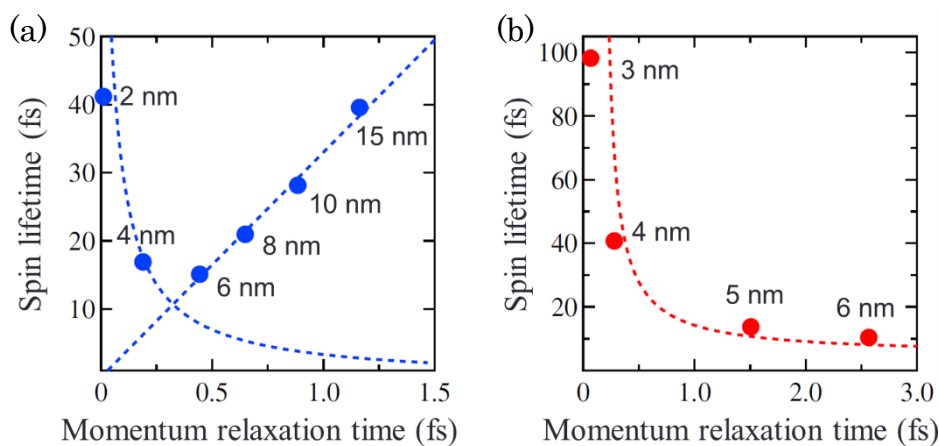 (a)
50
40
30
20
10
Spin lifetime (fs)
2 nm
4 nm
6 nm
8 nm
10 nm
15 nm
0 0.5 1.0 1.5
Momentum relaxation time (fs)
(b)
100
80
60
40
20
Spin lifetime (fs)
3 nm
4 nm
5 nm
6 nm
0 1.0 2.0 3.0
Momentum relaxation time (fs)